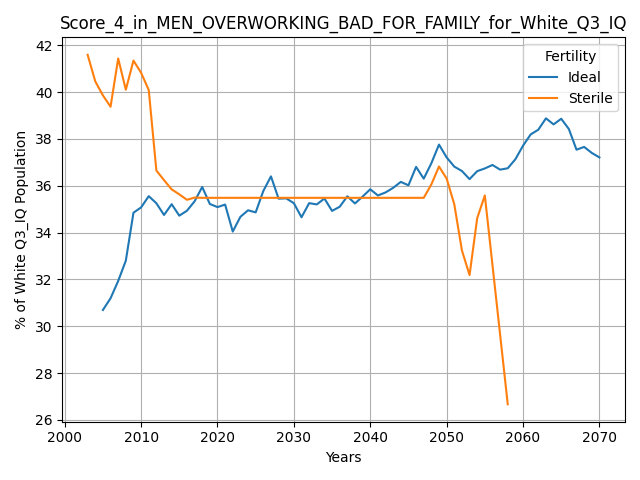 Score_4_in_MEN_OVERWORKING_BAD_FOR_FAMILY_for_White_Q3_IQ
Fertility
Ideal
Sterile
42
40
38
36
34
32
30
28
26
% of White Q3_IQ Population
2000 2010 2020 2030 2040 2050 2060 2070
Years